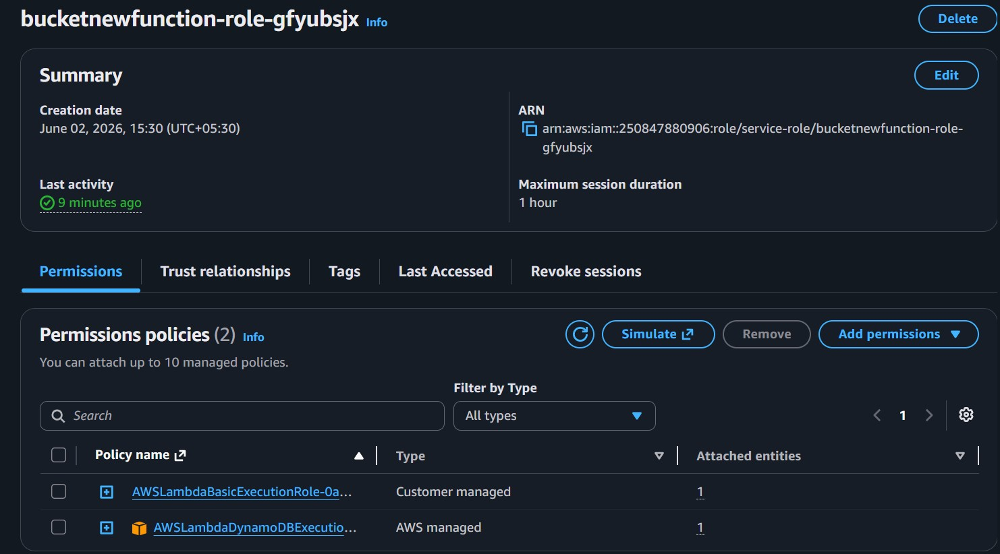 bucketnewfunction-role-gfyubsjx Info
Delete
Summary
Edit
Creation date
June 02, 2026, 15:30 (UTC+05:30)
ARN
arn:aws:iam::250847880906:role/service-role/bucketnewfunction-role-
gfyubsjx
Last activity
9 minutes ago
Maximum session duration
1 hour
Permissions Trust relationships Tags Last Accessed Revoke sessions
Permissions policies (2) Info
Simulate Remove Add permissions
You can attach up to 10 managed policies.
Filter by Type
Search All types 1
Policy name Type Attached entities
AWSLambdaBasicExecutionRole-0a... Customer managed 1
AWSLambdaDynamoDBExecutio... AWS managed 1